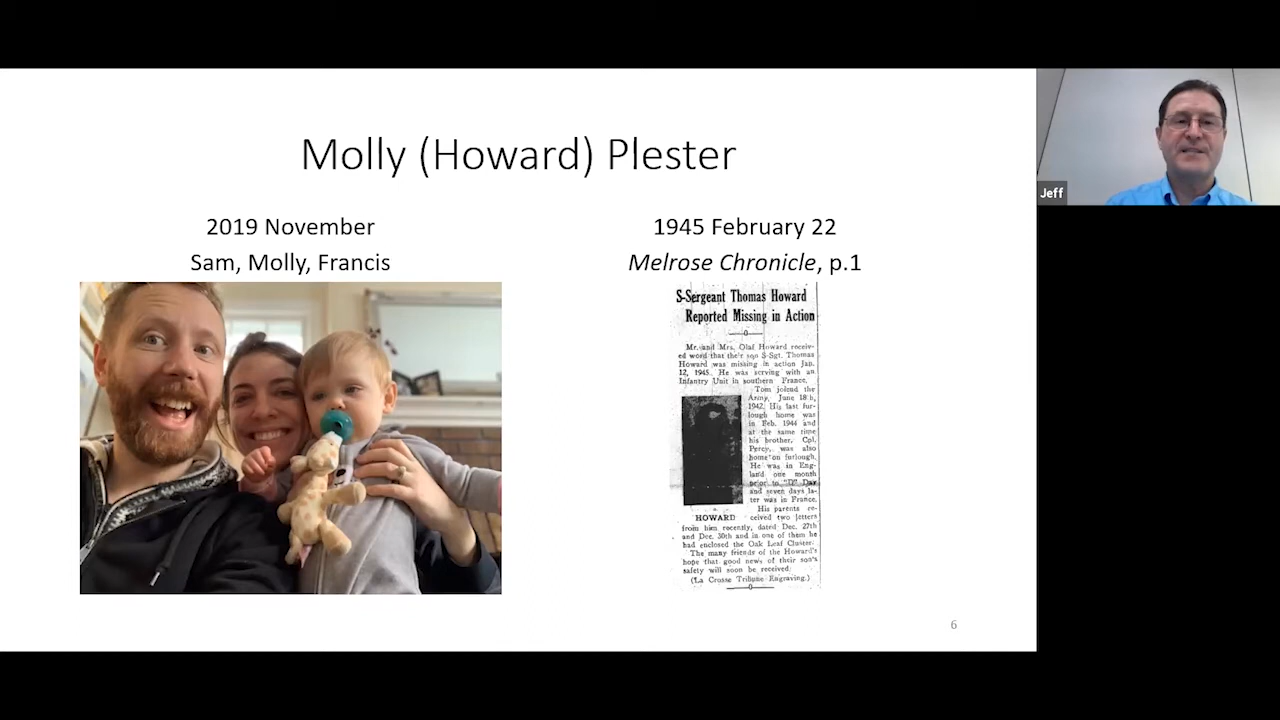 Molly (Howard) Plester
2019 November
Sam, Molly, Francis
1945 February 22
Melrose Chronicle, p.1
S-Sergeant Thomas Howard
Reported Missing in Action
Mr. and Mrs. Olaf Howard receiv-
ed word that their son S-Sgt. Thomas
Howard was missing in action Jan.
12, 1945. He was serving with an
Infantry Unit in southern France.
Tom joiend the
Army, June 18th,
1942. His last fur-
lough home was
in Feb. 1944 and
at the same time
his brother, Cpl.
Percy, was also
home on furlough.
He was in Eng-
land one month
prior to "D" Day
and seven days la-
ter was in France.
His parents re-
HOWARD ceived two letters
from him recently, dated Dec. 27th
and Dec. 30th and in one of them he
had enclosed the Oak Leaf Cluster.
The many friends of the Howard's
hope that good news of their son's
safety will soon be received.
(La Crosse Tribune Engraving.)
6
Jeff